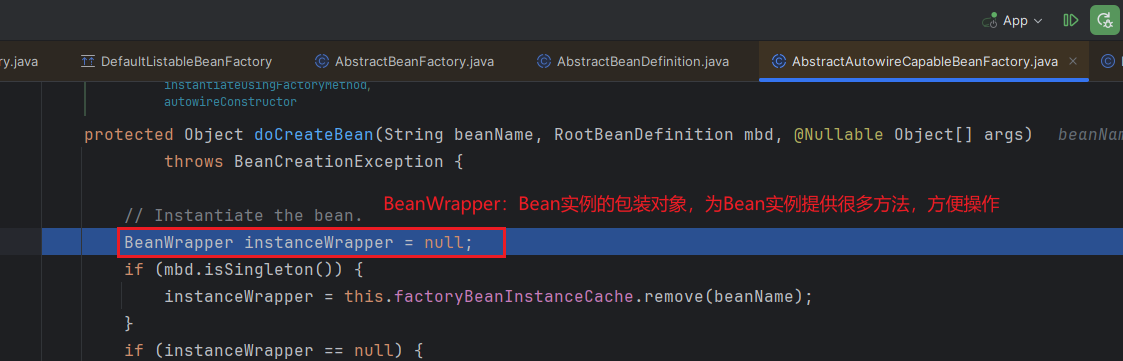 App
ry.java
DefaultListableBeanFactory
AbstractBeanFactory.java
AbstractBeanDefinition.java
AbstractAutowireCapableBeanFactory.java
instantiateUsingFactoryMethod,
autowireConstructor
protected Object doCreateBean(String beanName, RootBeanDefinition mbd, @Nullable Object[] args) beanNam
throws BeanCreationException {
BeanWrapper：Bean实例的包装对象，为Bean实例提供很多方法，方便操作
// Instantiate the bean.
BeanWrapper instanceWrapper = null;
if (mbd.isSingleton()) {
instanceWrapper = this.factoryBeanInstanceCache.remove(beanName);
}
if (instanceWrapper == null) {